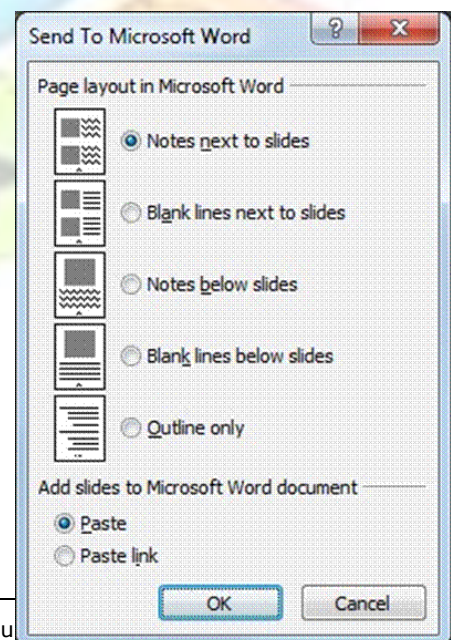 Send To Microsoft Word
?
Page layout in Microsoft Word
Notes next to slides
Blank lines next to slides
Notes below slides
Blank lines below slides
Outline only
Add slides to Microsoft Word document
Paste
Paste link
OK Cancel